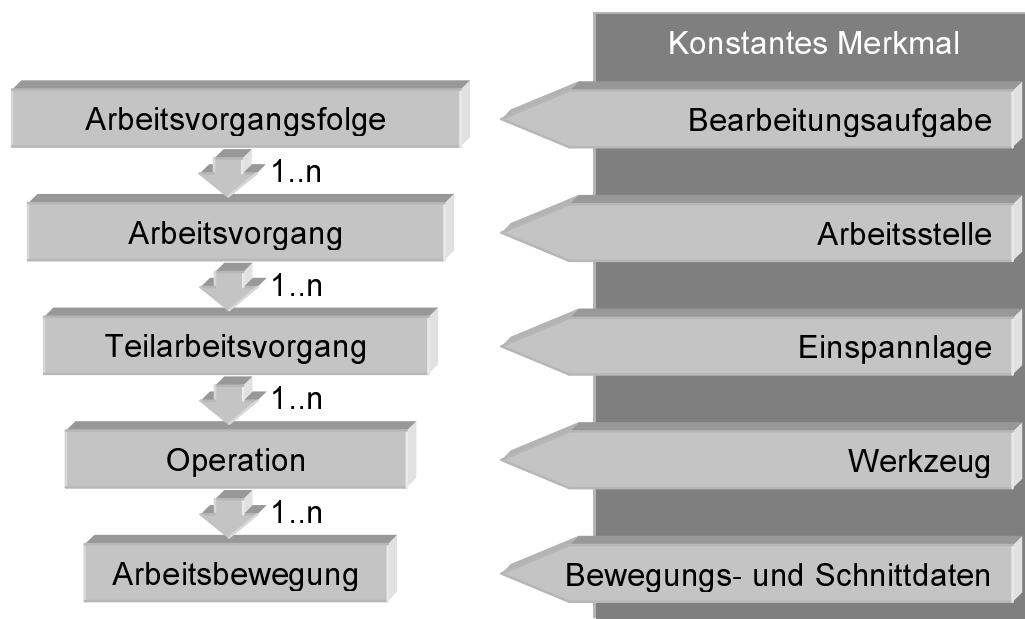 Konstantes Merkmal
Arbeitsvorgangsfolge
Bearbeitungsaufgabe
1..n
Arbeitsvorgang
Arbeitsstelle
1..n
Teilarbeitsvorgang
Einspannlage
1..n
Operation
Werkzeug
1..n
Arbeitsbewegung
Bewegungs- und Schnittdaten